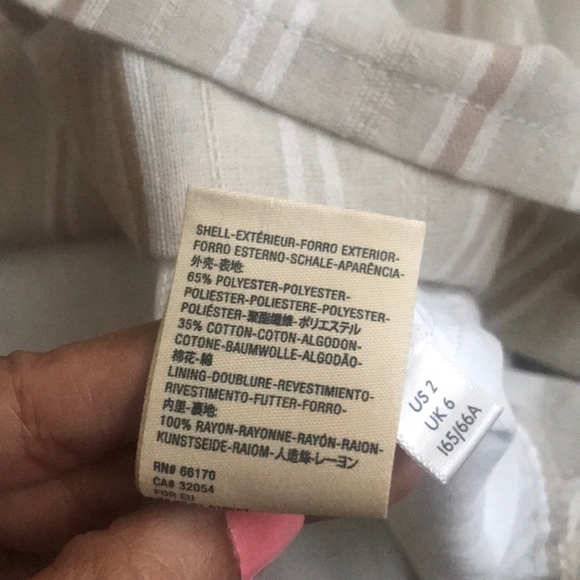 SHELL-EXTÉRIEUR-FORRO EXTERIOR-
FORRO ESTERNO-SCHALE-APARÊNCIA-
外壳-表地:
65% POLYESTER-POLYESTER-
POLIESTER-POLIESTERE-POLYESTER-
POLIÉSTER-聚酯纖維-ポリエステル
35% COTTON-COTON-ALGODON-
COTONE-BAUMWOLLE-ALGODÃO-
棉花-綿
LINING-DOUBLURE-REVESTIMIENTO-
RIVESTIMENTO-FUTTER-FORRO-
内里-裏地:
100% RAYON-RAYONNE-RAYÓN-RAION-
KUNSTSEIDE-RAIOM-人造絲-レーヨン
RN# 66170
CA# 32054
FOR EU
US 2
UK 6
165/66A